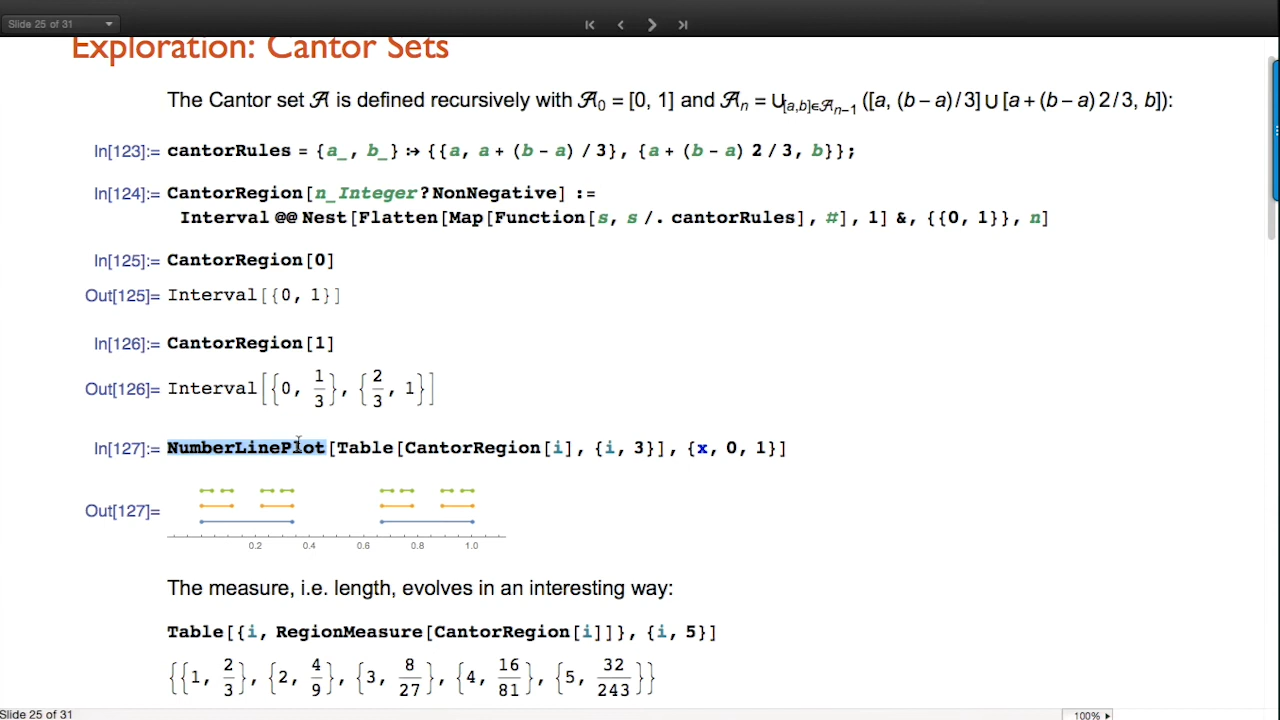 Slide 25 of 31
Exploration: Cantor Sets
The Cantor set 𝒜 is defined recursively with 𝒜₀ = [0, 1] and 𝒜ₙ = ∪[a,b]∈𝒜ₙ₋₁ ([a, (b – a)/3] ∪ [a + (b – a) 2/3, b]):
In[123]:= cantorRules = {a_, b_} :→ {{a, a + (b - a) / 3}, {a + (b - a) 2 / 3, b}};
In[124]:= CantorRegion[n_Integer?NonNegative] :=
Interval @@ Nest[Flatten[Map[Function[s, s /. cantorRules], #], 1] &, {{0, 1}}, n]
In[125]:= CantorRegion[0]
Out[125]= Interval[{0, 1}]
In[126]:= CantorRegion[1]
Out[126]= Interval[{0, 1/3}, {2/3, 1}]
In[127]:= NumberLinePlot[Table[CantorRegion[i], {i, 3}], {x, 0, 1}]
Out[127]=
0.2 0.4 0.6 0.8 1.0
The measure, i.e. length, evolves in an interesting way:
Table[{i, RegionMeasure[CantorRegion[i]]}, {i, 5}]
{{1, 2/3}, {2, 4/9}, {3, 8/27}, {4, 16/81}, {5, 32/243}}
Slide 25 of 31
100%